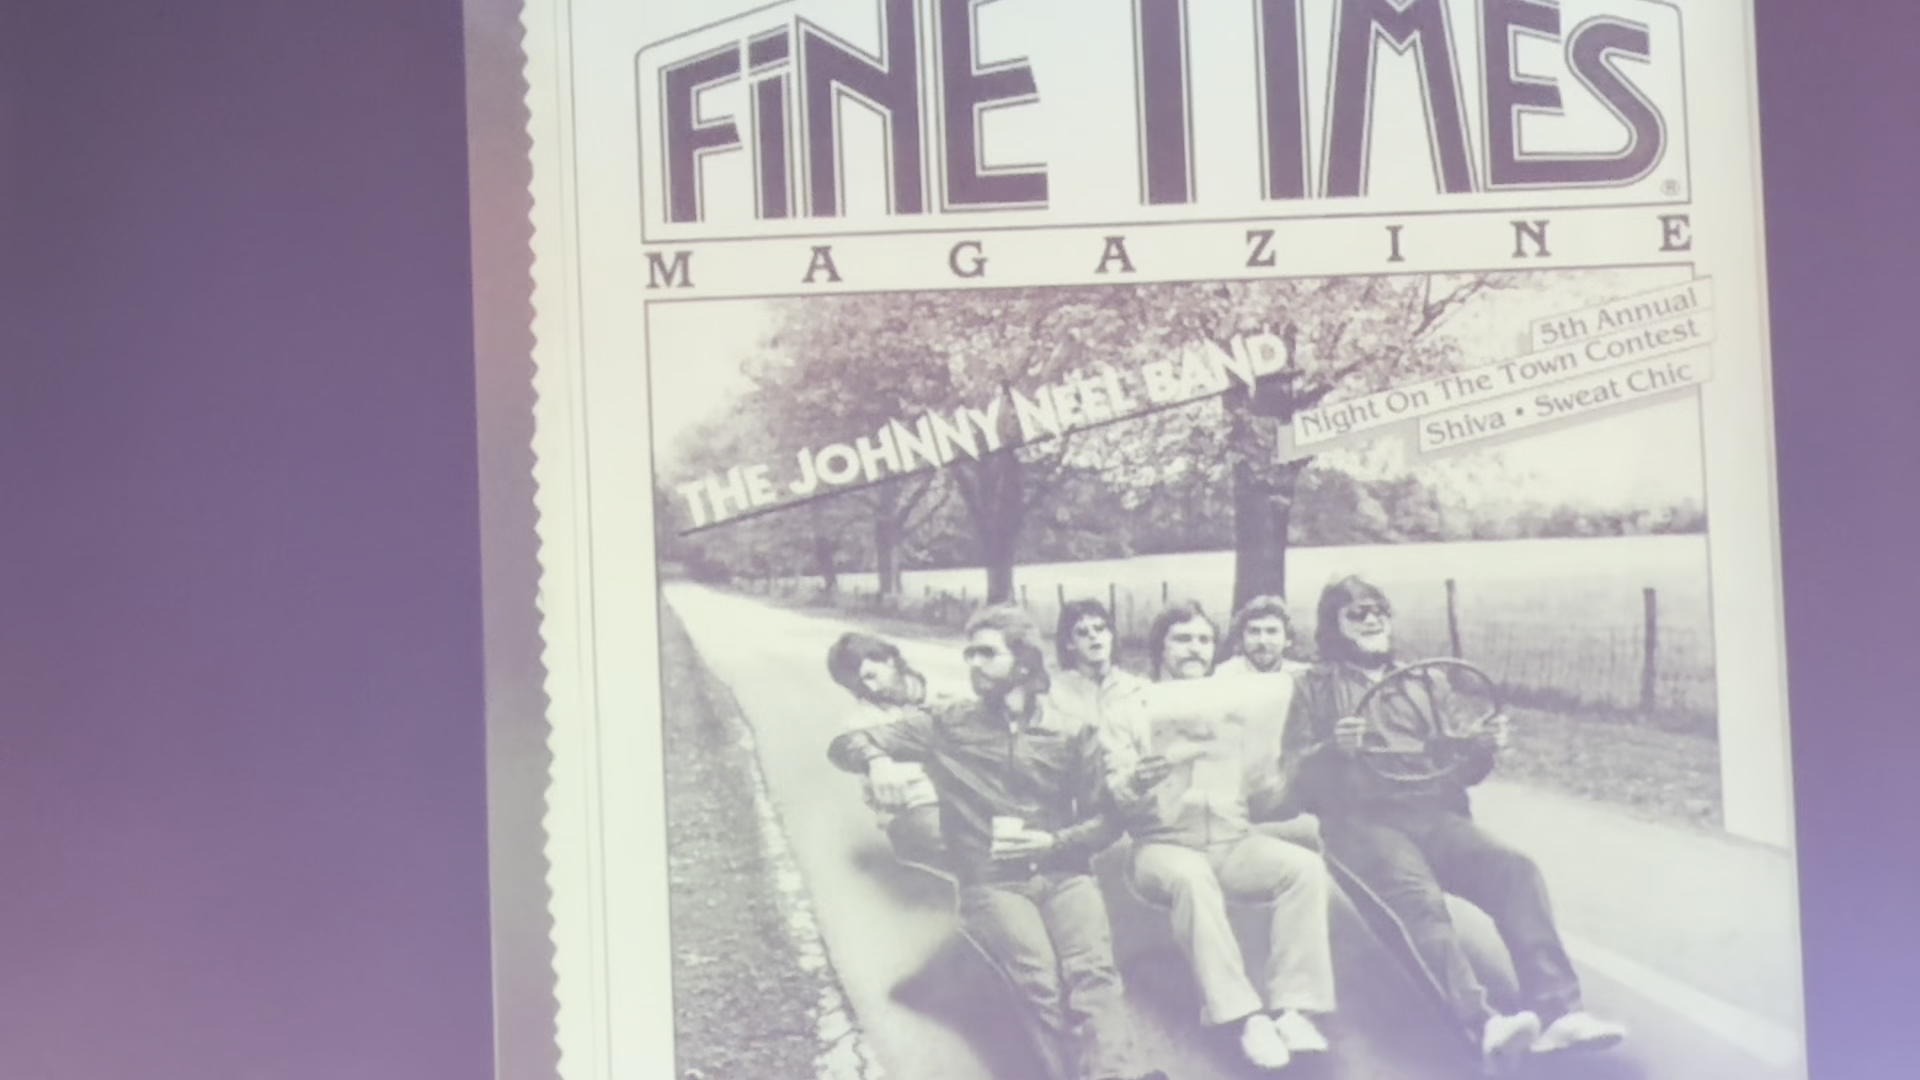 FiNE TIMES ®
MAGAZINE
THE JOHNNY NEEL BAND
5th Annual
Night On The Town Contest
Shiva • Sweat Chic